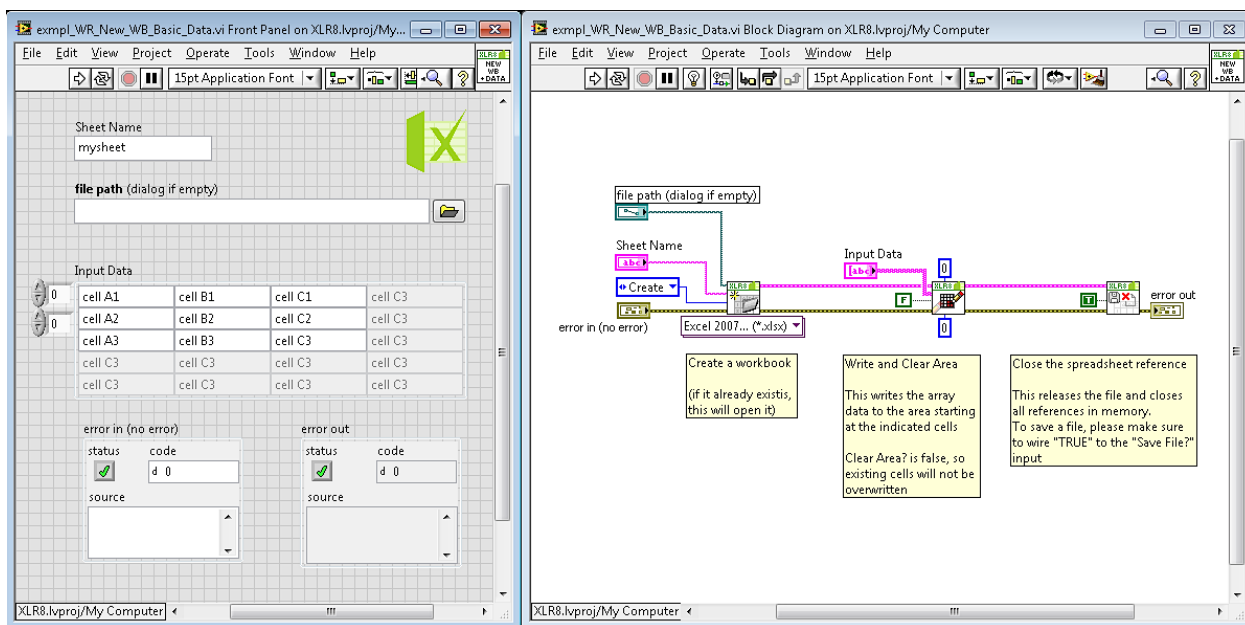 exmpl_WR_New_WB_Basic_Data.vi Front Panel on XLR8.lvproj/My...
File Edit View Project Operate Tools Window Help
15pt Application Font
XLR8
NEW
WB
+DATA
Sheet Name
mysheet
file path (dialog if empty)
Input Data
0
0
cell A1 cell B1 cell C1 cell C3
cell A2 cell B2 cell C2 cell C3
cell A3 cell B3 cell C3 cell C3
cell C3 cell C3 cell C3 cell C3
cell C3 cell C3 cell C3 cell C3
error in (no error)
status code
d 0
source
error out
status code
d 0
source
XLR8.lvproj/My Computer
exmpl_WR_New_WB_Basic_Data.vi Block Diagram on XLR8.lvproj/My Computer
File Edit View Project Operate Tools Window Help
15pt Application Font
XLR8
NEW
WB
+DATA
file path (dialog if empty)
Sheet Name
abc
Create
error in (no error)
XLR8
Excel 2007... (*.xlsx)
Input Data
abc
0
F
XLR8
0
T
XLR8
error out
Create a workbook
(if it already existis,
this will open it)
Write and Clear Area
This writes the array
data to the area starting
at the indicated cells
Clear Area? is false, so
existing cells will not be
overwritten
Close the spreadsheet reference
This releases the file and closes
all references in memory.
To save a file, please make sure
to wire "TRUE" to the "Save File?"
input
XLR8.lvproj/My Computer